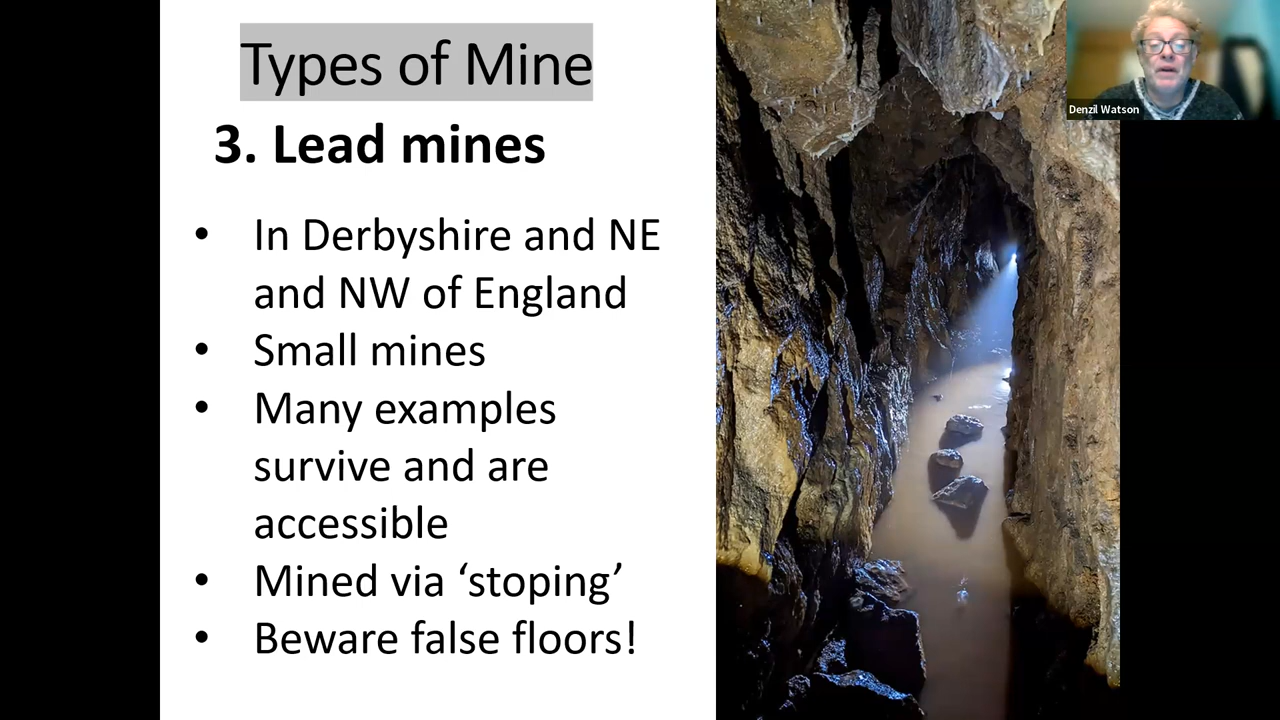 Types of Mine
3. Lead mines
• In Derbyshire and NE
and NW of England
• Small mines
• Many examples
survive and are
accessible
• Mined via ‘stoping’
• Beware false floors!
Denzil Watson